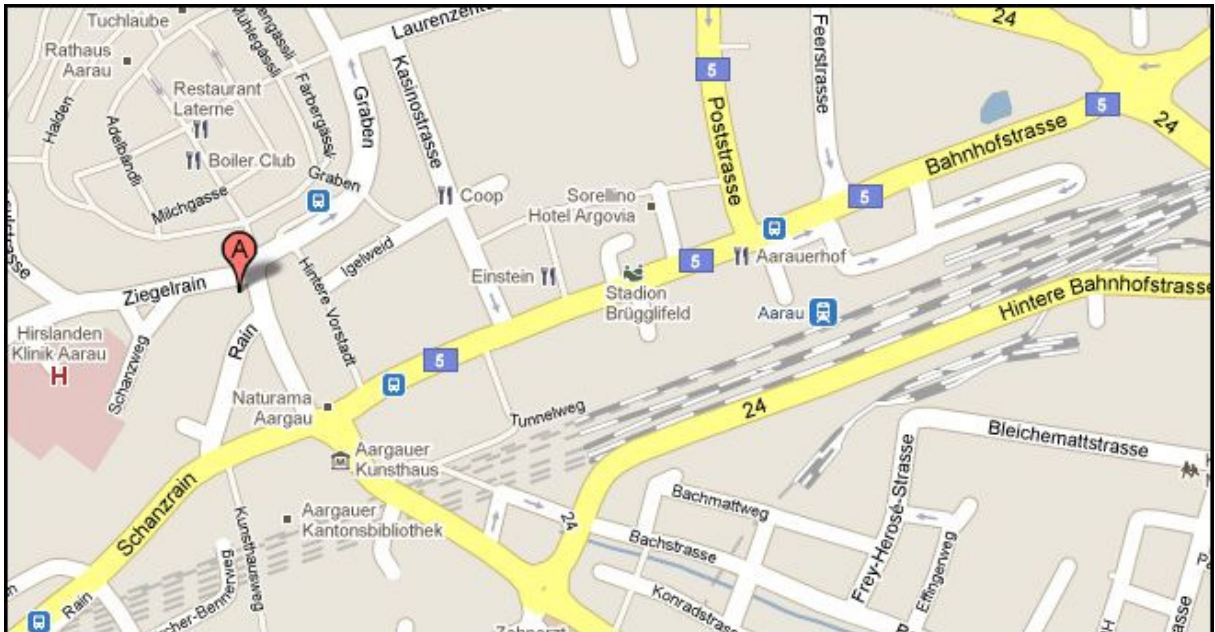 Tuchlaube
Rathaus
Aarau
Mühlegässli
Färbergässli
Graben
Laurenzent
Kasinostrasse
24
5
Poststrasse
Feerstrasse
5
24
Bahnhofstrasse
Restaurant
Laterne
Halden
Adelbändli
Boiler Club
Graben
Milchgasse
Coop
Sorellino
Hotel Argovia
5
5
Aarauerhof
A
Igelweid
Hintere Vorstadt
Einstein
Stadion
Brügglifeld
Aarau
Hintere Bahnhofstrasse
Ziegelrain
Hirslanden
Klinik Aarau
H
Schanzweg
Rain
5
Naturama
Aargau
Tunnelweg
24
Aargauer
Kunsthaus
Bleichemattstrasse
Frey-Herosé-Strasse
Schanzrain
Aargauer
Kantonsbibliothek
Kunsthausweg
24
Bachmattweg
Bachstrasse
Effingerweg
Konradstrasse
Rain
Zahnarzt